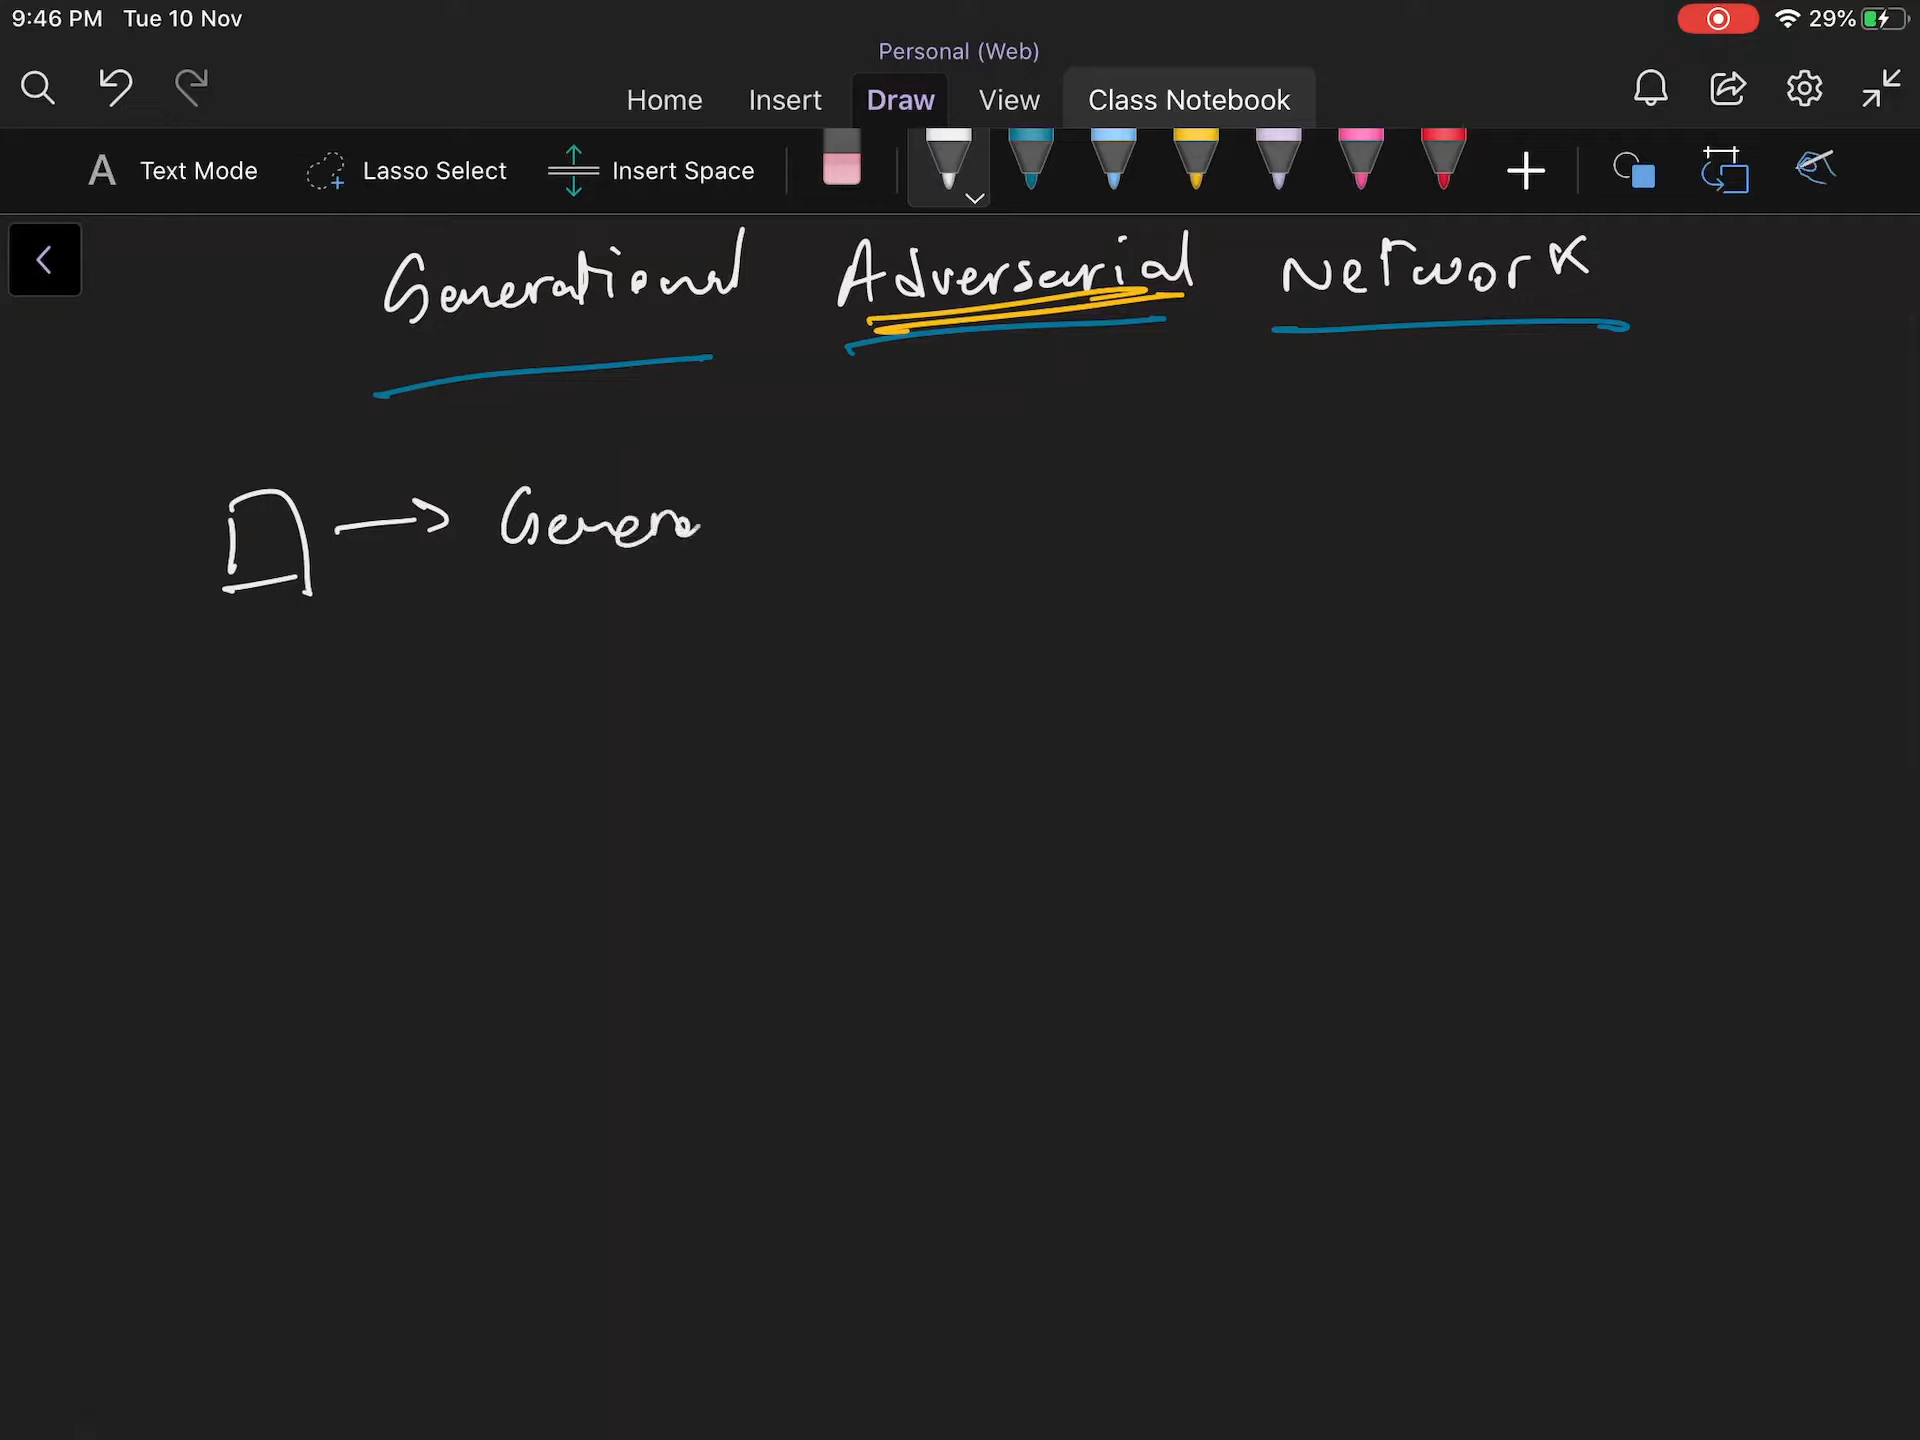 9:46 PM Tue 10 Nov 29%
Personal (Web)
Home Insert Draw View Class Notebook
A Text Mode Lasso Select Insert Space
Generational Adversarial Network
D → Genera